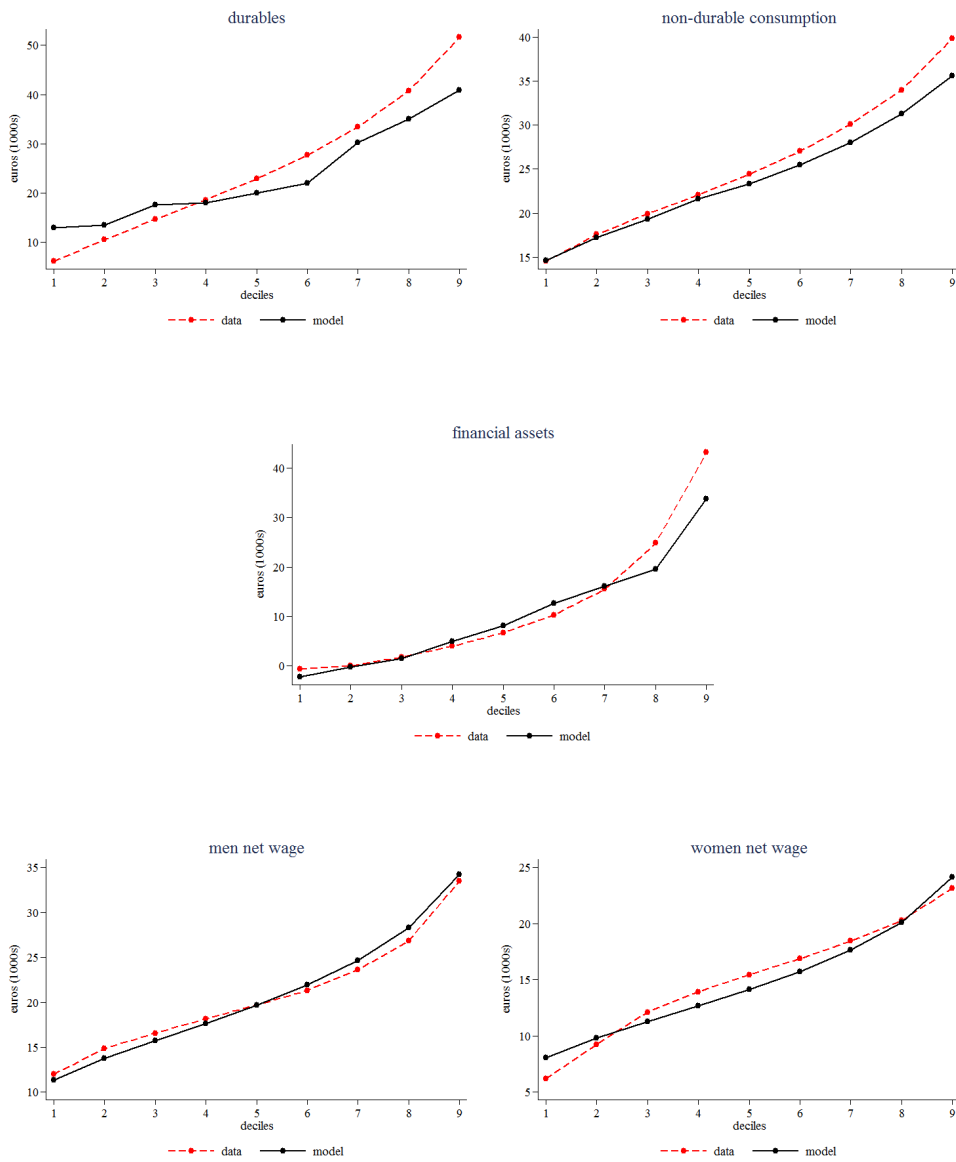 durables
50
40
30
20
10
euros (1000s)
1 2 3 4 5 6 7 8 9
deciles
data model
non-durable consumption
40
35
30
25
20
15
euros (1000s)
1 2 3 4 5 6 7 8 9
deciles
data model
financial assets
40
30
20
10
0
euros (1000s)
1 2 3 4 5 6 7 8 9
deciles
data model
men net wage
35
30
25
20
15
10
euros (1000s)
1 2 3 4 5 6 7 8 9
deciles
data model
women net wage
25
20
15
10
5
euros (1000s)
1 2 3 4 5 6 7 8 9
deciles
data model